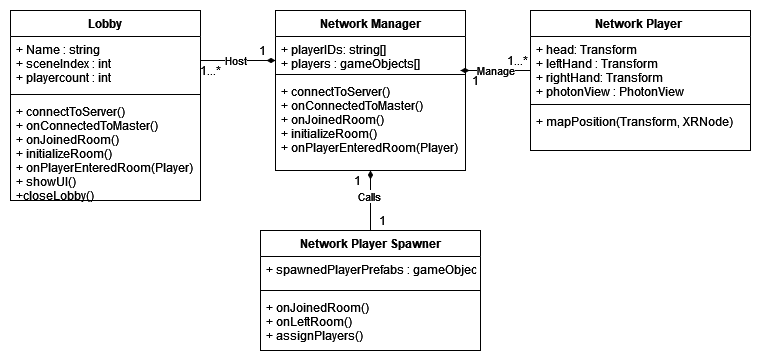 Lobby
+ Name : string
+ sceneIndex : int
+ playercount : int
+ connectToServer()
+ onConnectedToMaster()
+ onJoinedRoom()
+ initializeRoom()
+ onPlayerEnteredRoom(Player)
+ showUI()
+closeLobby()
1...*
Host
1
Network Manager
+ playerIDs: string[]
+ players : gameObjects[]
+ connectToServer()
+ onConnectedToMaster()
+ onJoinedRoom()
+ initializeRoom()
+ onPlayerEnteredRoom(Player)
1
Manage
1...*
Network Player
+ head: Transform
+ leftHand : Transform
+ rightHand: Transform
+ photonView : PhotonView
+ mapPosition(Transform, XRNode)
1
Calls
1
Network Player Spawner
+ spawnedPlayerPrefabs : gameObjec
+ onJoinedRoom()
+ onLeftRoom()
+ assignPlayers()